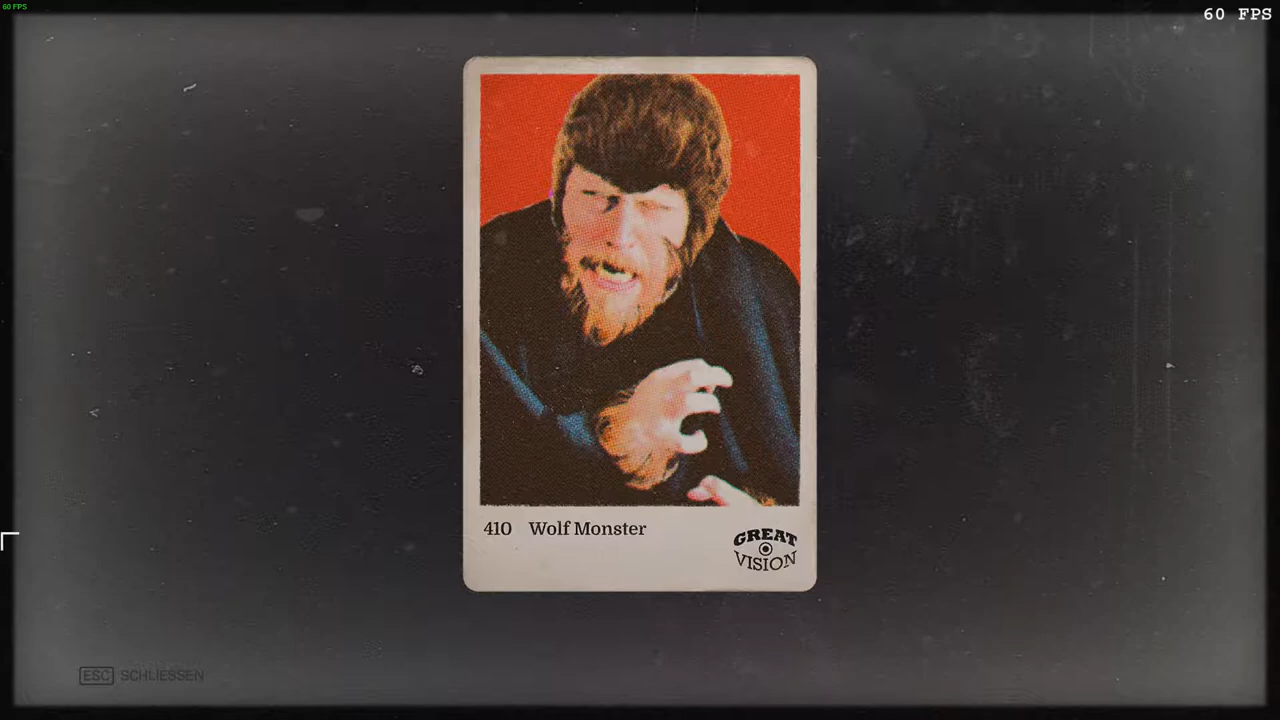 60 FPS
60 FPS
410 Wolf Monster
GREAT
VISION
ESC SCHLIESSEN